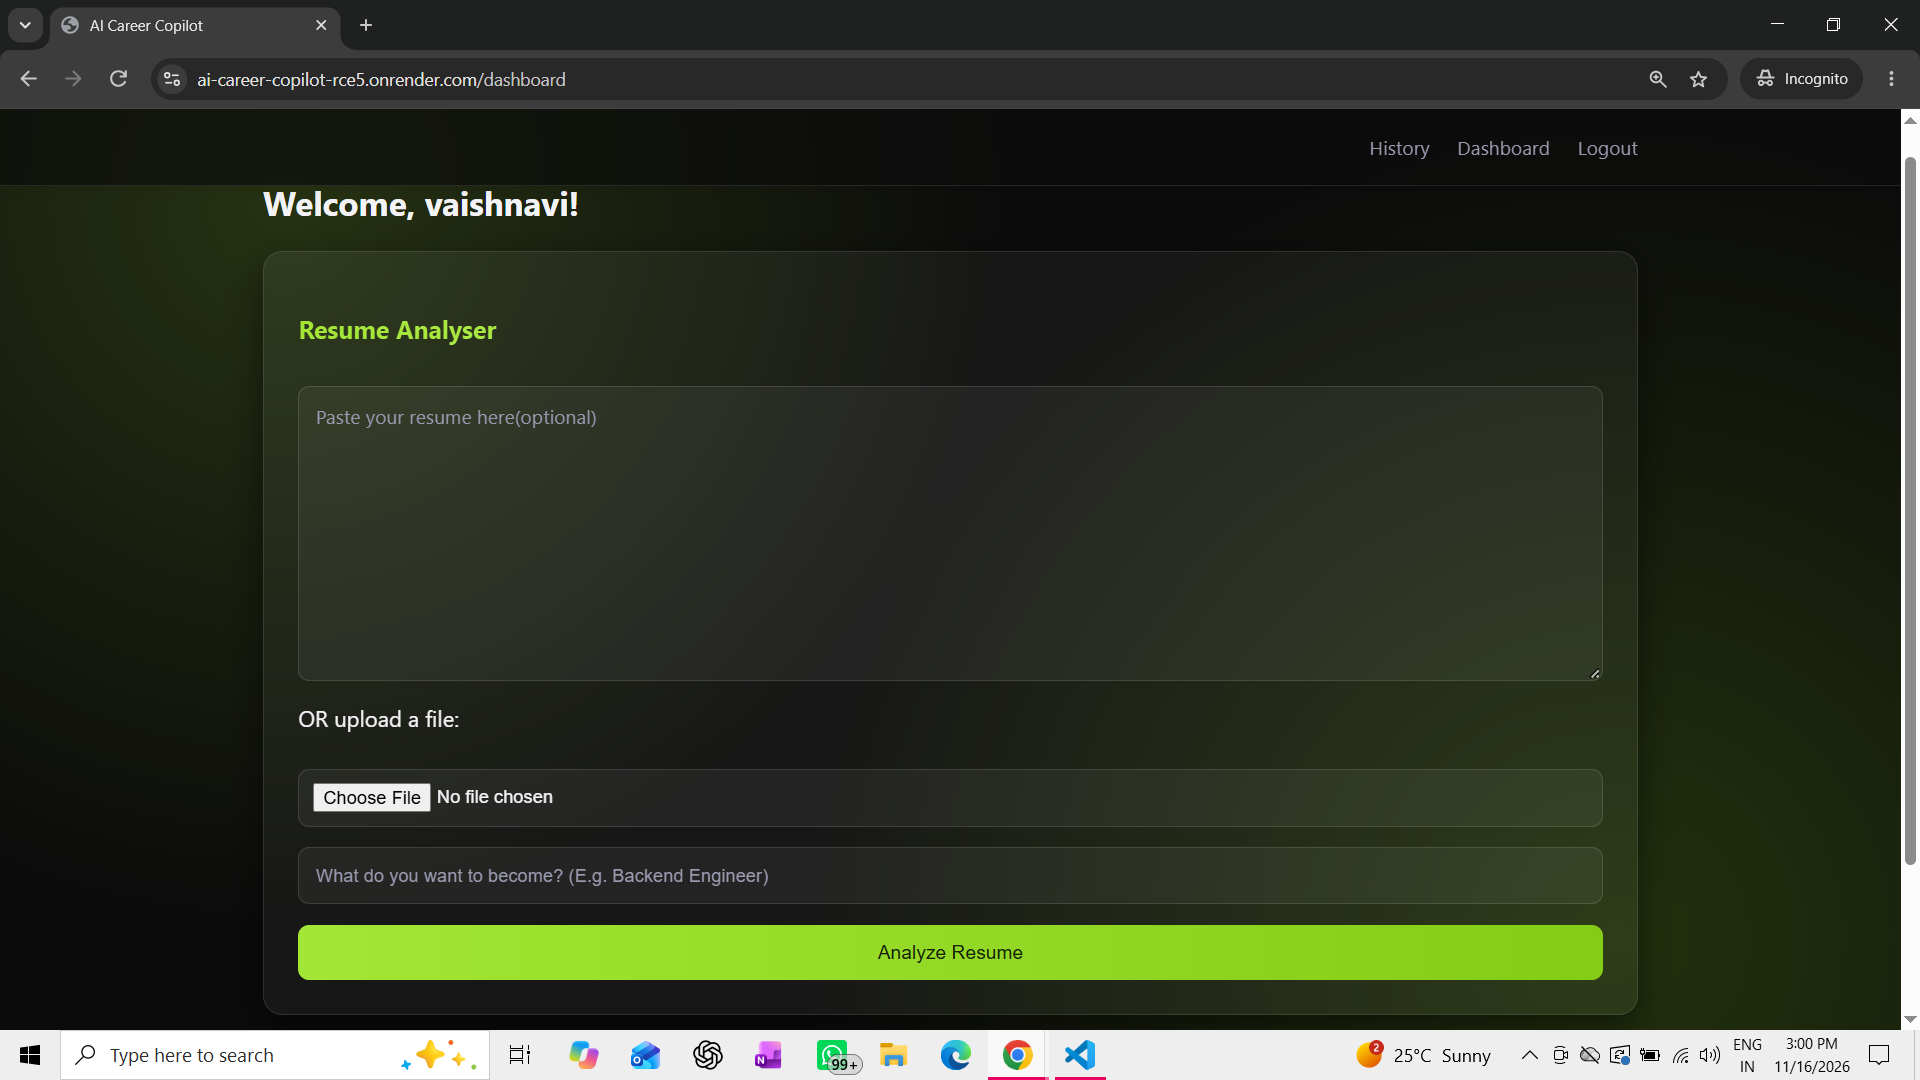 AI Career Copilot
ai-career-copilot-rce5.onrender.com/dashboard
Incognito
History Dashboard Logout
Welcome, vaishnavi!
Resume Analyser
Paste your resume here(optional)
OR upload a file:
Choose File No file chosen
What do you want to become? (E.g. Backend Engineer)
Analyze Resume
Type here to search
99+
2
25°C Sunny
ENG
IN
3:00 PM
11/16/2026